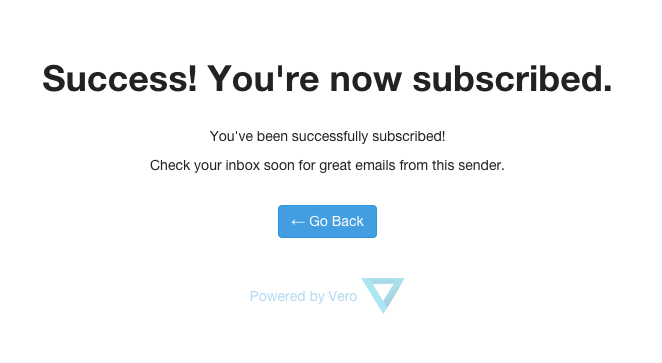 Success! You're now subscribed.
You've been successfully subscribed!
Check your inbox soon for great emails from this sender.
← Go Back
Powered by Vero